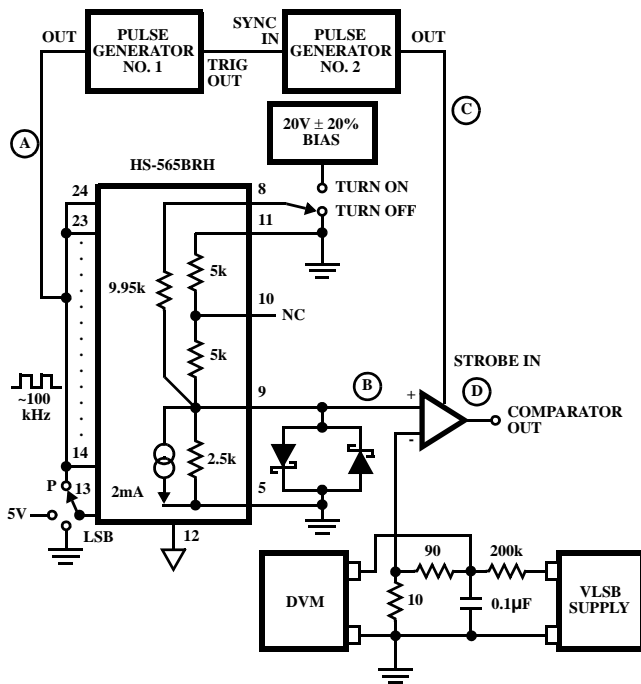 OUT
PULSE
GENERATOR
NO. 1
TRIG
OUT
SYNC
IN
PULSE
GENERATOR
NO. 2
OUT
A
C
20V ± 20%
BIAS
HS-565BRH
TURN ON
TURN OFF
24
23
8
11
5k
9.95k
10
NC
5k
9
B
STROBE IN
D
+
-
COMPARATOR
OUT
~100
kHz
14
P
13
5V
LSB
2mA
2.5k
5
12
DVM
90
200k
10
0.1µF
VLSB
SUPPLY